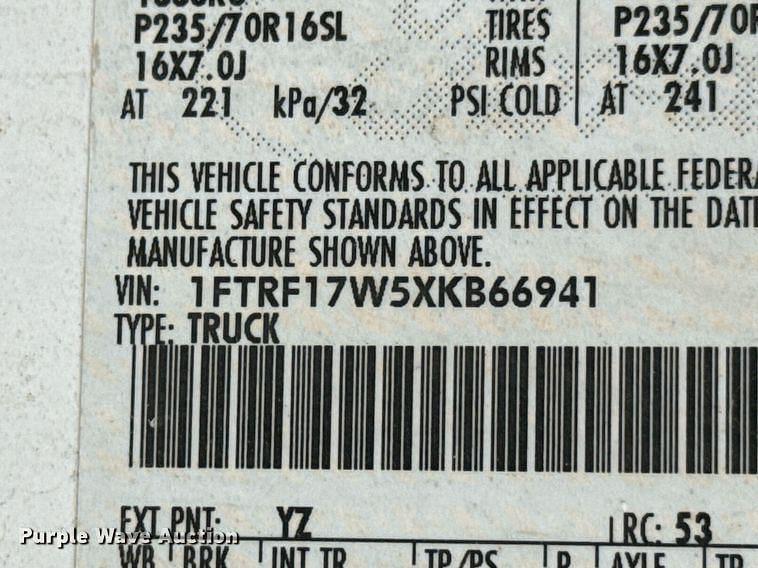 P235/70R16SL TIRES P235/70R
16X7.0J RIMS 16X7.0J
AT 221 kPa/32 PSI COLD AT 241
THIS VEHICLE CONFORMS TO ALL APPLICABLE FEDERA
VEHICLE SAFETY STANDARDS IN EFFECT ON THE DATE
MANUFACTURE SHOWN ABOVE.
VIN: 1FTRF17W5XKB66941
TYPE: TRUCK
EXT PNT: YZ RC: 53
WB BRK INT TR TP/PS R AXLE TR
Purple Wave Auction